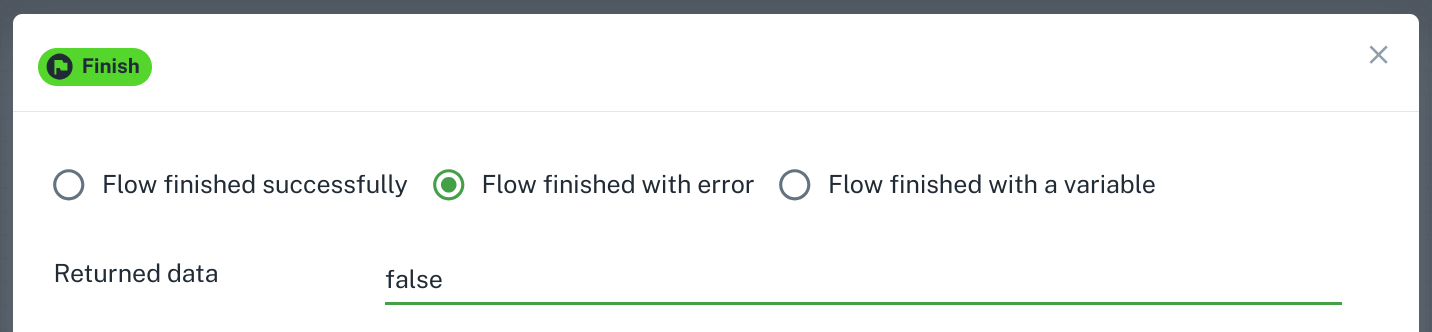 Finish
Flow finished successfully Flow finished with error Flow finished with a variable
Returned data false